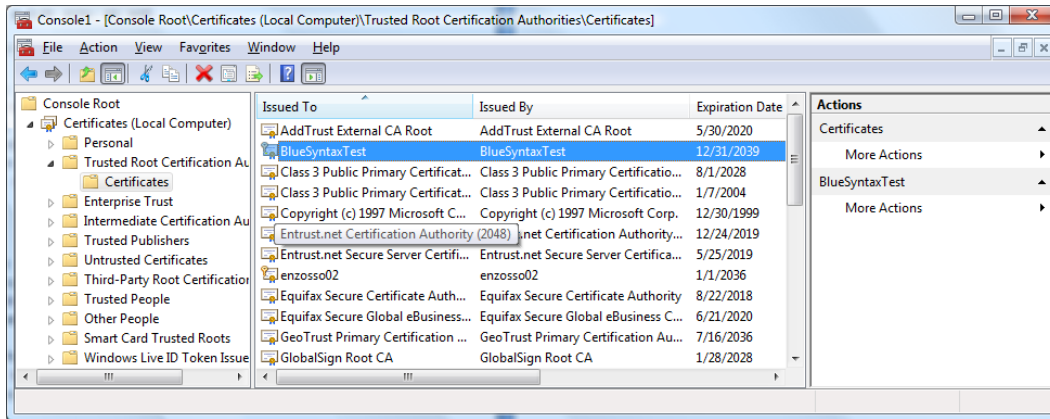 Console1 - [Console Root\Certificates (Local Computer)\Trusted Root Certification Authorities\Certificates]
File Action View Favorites Window Help
Console Root
Certificates (Local Computer)
Personal
Trusted Root Certification Au
Certificates
Enterprise Trust
Intermediate Certification Au
Trusted Publishers
Untrusted Certificates
Third-Party Root Certification
Trusted People
Other People
Smart Card Trusted Roots
Windows Live ID Token Issue
Issued To Issued By Expiration Date
AddTrust External CA Root AddTrust External CA Root 5/30/2020
BlueSyntaxTest BlueSyntaxTest 12/31/2039
Class 3 Public Primary Certificat... Class 3 Public Primary Certificatio... 8/1/2028
Class 3 Public Primary Certificat... Class 3 Public Primary Certificatio... 1/7/2004
Copyright (c) 1997 Microsoft C... Copyright (c) 1997 Microsoft Corp. 12/30/1999
Entrust.net Certification Authority (2048) .net Certification Authority... 12/24/2019
Entrust.net Secure Server Certifi... Entrust.net Secure Server Certifica... 5/25/2019
enzosso02 enzosso02 1/1/2036
Equifax Secure Certificate Auth... Equifax Secure Certificate Authority 8/22/2018
Equifax Secure Global eBusiness... Equifax Secure Global eBusiness C... 6/21/2020
GeoTrust Primary Certification ... GeoTrust Primary Certification Au... 7/16/2036
GlobalSign Root CA GlobalSign Root CA 1/28/2028
Actions
Certificates
More Actions
BlueSyntaxTest
More Actions